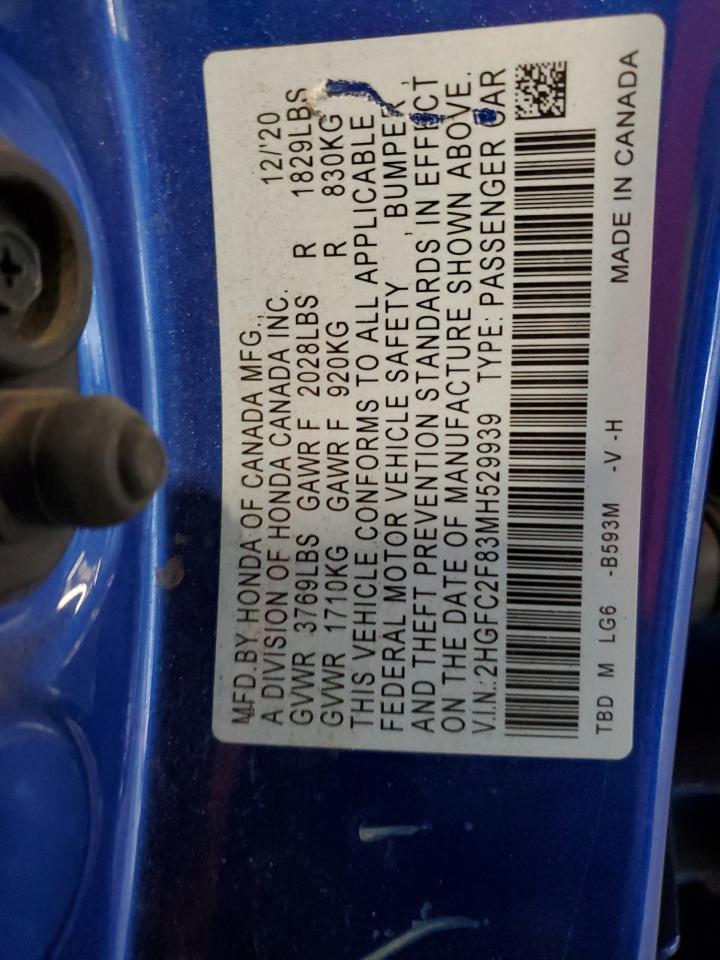 MFD.BY HONDA OF CANADA MFG., 12/'20
A DIVISION OF HONDA CANADA INC.
GVWR 3769LBS GAWR F 2028LBS R 1829LBS
GVWR 1710KG GAWR F 920KG R 830KG
THIS VEHICLE CONFORMS TO ALL APPLICABLE
FEDERAL MOTOR VEHICLE SAFETY , BUMPER ,
AND THEFT PREVENTION STANDARDS IN EFFECT
ON THE DATE OF MANUFACTURE SHOWN ABOVE.
V.I.N.:2HGFC2F83MH529939 TYPE: PASSENGER CAR
TBD M LG6 -B593M -V -H MADE IN CANADA